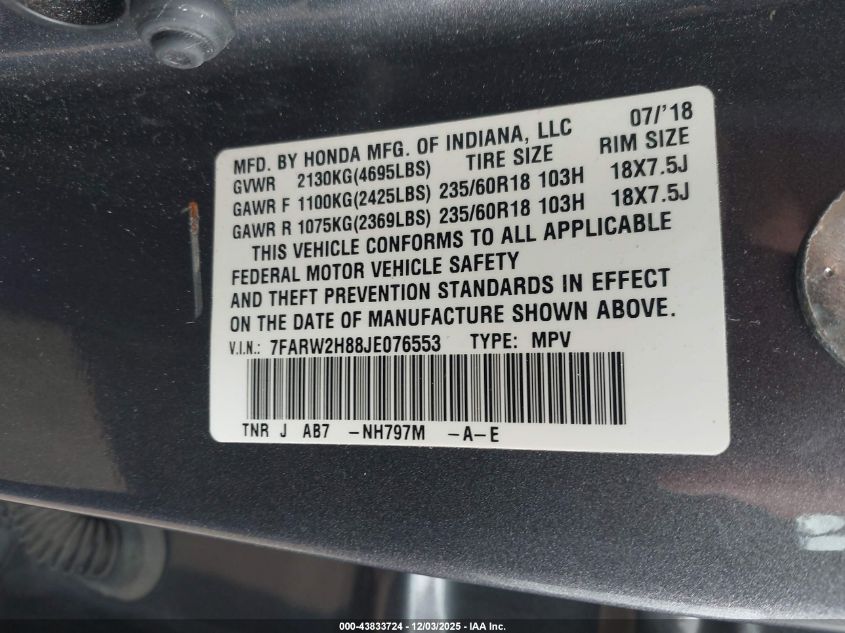 07/'18
MFD. BY HONDA MFG. OF INDIANA, LLC
GVWR 2130KG(4695LBS) TIRE SIZE RIM SIZE
GAWR F 1100KG(2425LBS) 235/60R18 103H 18X7.5J
GAWR R 1075KG(2369LBS) 235/60R18 103H 18X7.5J
THIS VEHICLE CONFORMS TO ALL APPLICABLE
FEDERAL MOTOR VEHICLE SAFETY
AND THEFT PREVENTION STANDARDS IN EFFECT
ON THE DATE OF MANUFACTURE SHOWN ABOVE.
V.I.N.: 7FARW2H88JE076553 TYPE: MPV
TNR J AB7 -NH797M -A-E
000-43833724 - 12/03/2025 - IAA Inc.